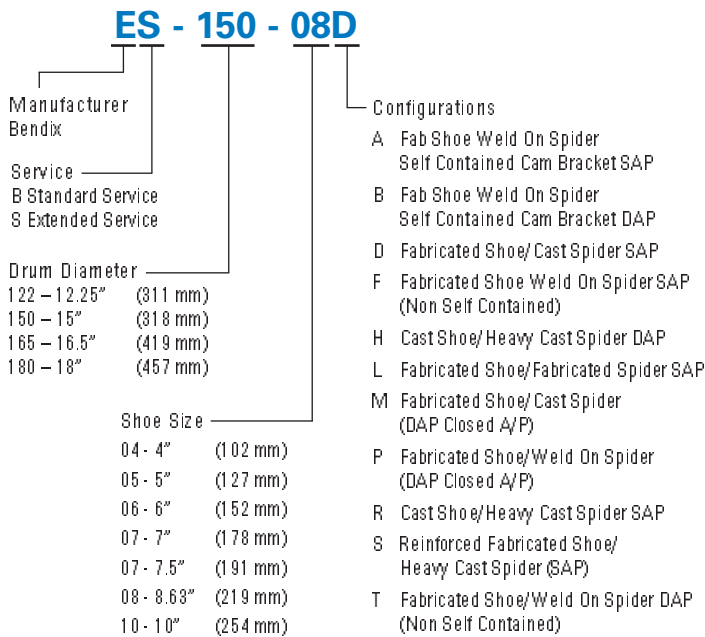 ES - 150 - 08D
Manufacturer
Bendix
Service
B Standard Service
S Extended Service
Drum Diameter
122 – 12.25″ (311 mm)
150 – 15″ (318 mm)
165 – 16.5″ (419 mm)
180 – 18″ (457 mm)
Shoe Size
04 - 4″ (102 mm)
05 - 5″ (127 mm)
06 - 6″ (152 mm)
07 - 7″ (178 mm)
07 - 7.5″ (191 mm)
08 - 8.63″ (219 mm)
10 - 10″ (254 mm)
Configurations
A Fab Shoe Weld On Spider
Self Contained Cam Bracket SAP
B Fab Shoe Weld On Spider
Self Contained Cam Bracket DAP
D Fabricated Shoe/Cast Spider SAP
F Fabricated Shoe Weld On Spider SAP
(Non Self Contained)
H Cast Shoe/Heavy Cast Spider DAP
L Fabricated Shoe/Fabricated Spider SAP
M Fabricated Shoe/Cast Spider
(DAP Closed A/P)
P Fabricated Shoe/Weld On Spider
(DAP Closed A/P)
R Cast Shoe/Heavy Cast Spider SAP
S Reinforced Fabricated Shoe/
Heavy Cast Spider (SAP)
T Fabricated Shoe/Weld On Spider DAP
(Non Self Contained)